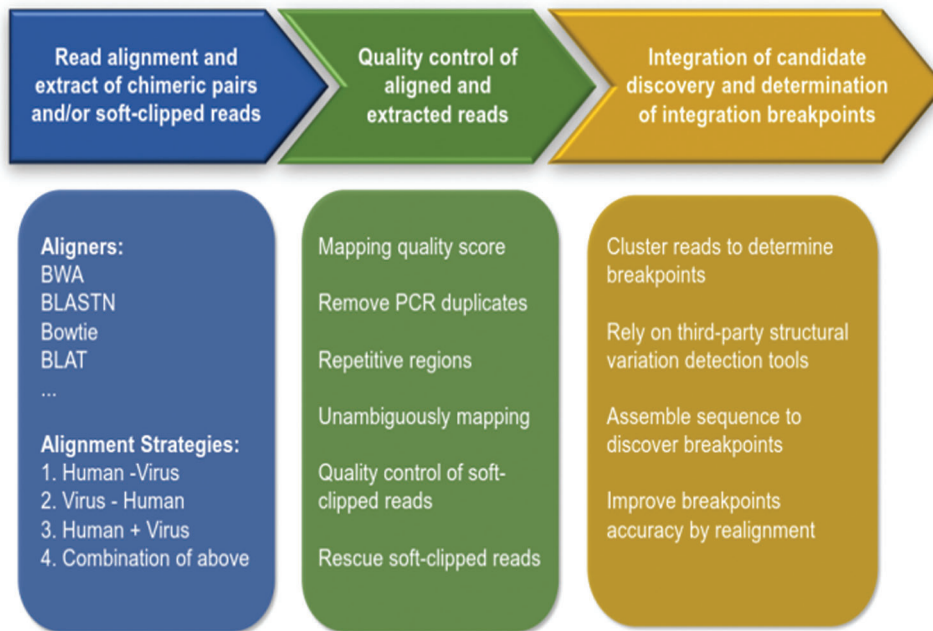 Read alignment and
extract of chimeric pairs
and/or soft-clipped reads
Quality control of
aligned and
extracted reads
Integration of candidate
discovery and determination
of integration breakpoints
Aligners:
BWA
BLASTN
Bowtie
BLAT
...
Alignment Strategies:
1. Human -Virus
2. Virus - Human
3. Human + Virus
4. Combination of above
Mapping quality score
Remove PCR duplicates
Repetitive regions
Unambiguously mapping
Quality control of soft-
clipped reads
Rescue soft-clipped reads
Cluster reads to determine
breakpoints
Rely on third-party structural
variation detection tools
Assemble sequence to
discover breakpoints
Improve breakpoints
accuracy by realignment